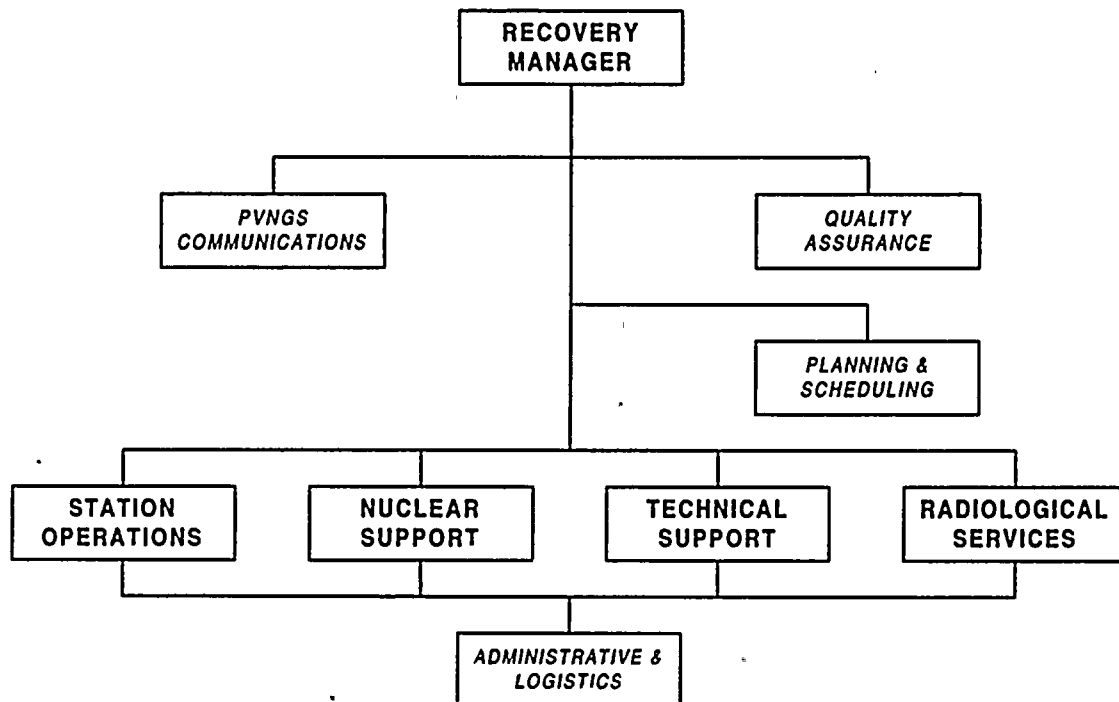 RECOVERY
MANAGER
PVNGS
COMMUNICATIONS
QUALITY
ASSURANCE
PLANNING &
SCHEDULING
STATION
OPERATIONS
NUCLEAR
SUPPORT
TECHNICAL
SUPPORT
RADIOLOGICAL
SERVICES
ADMINISTRATIVE &
LOGISTICS